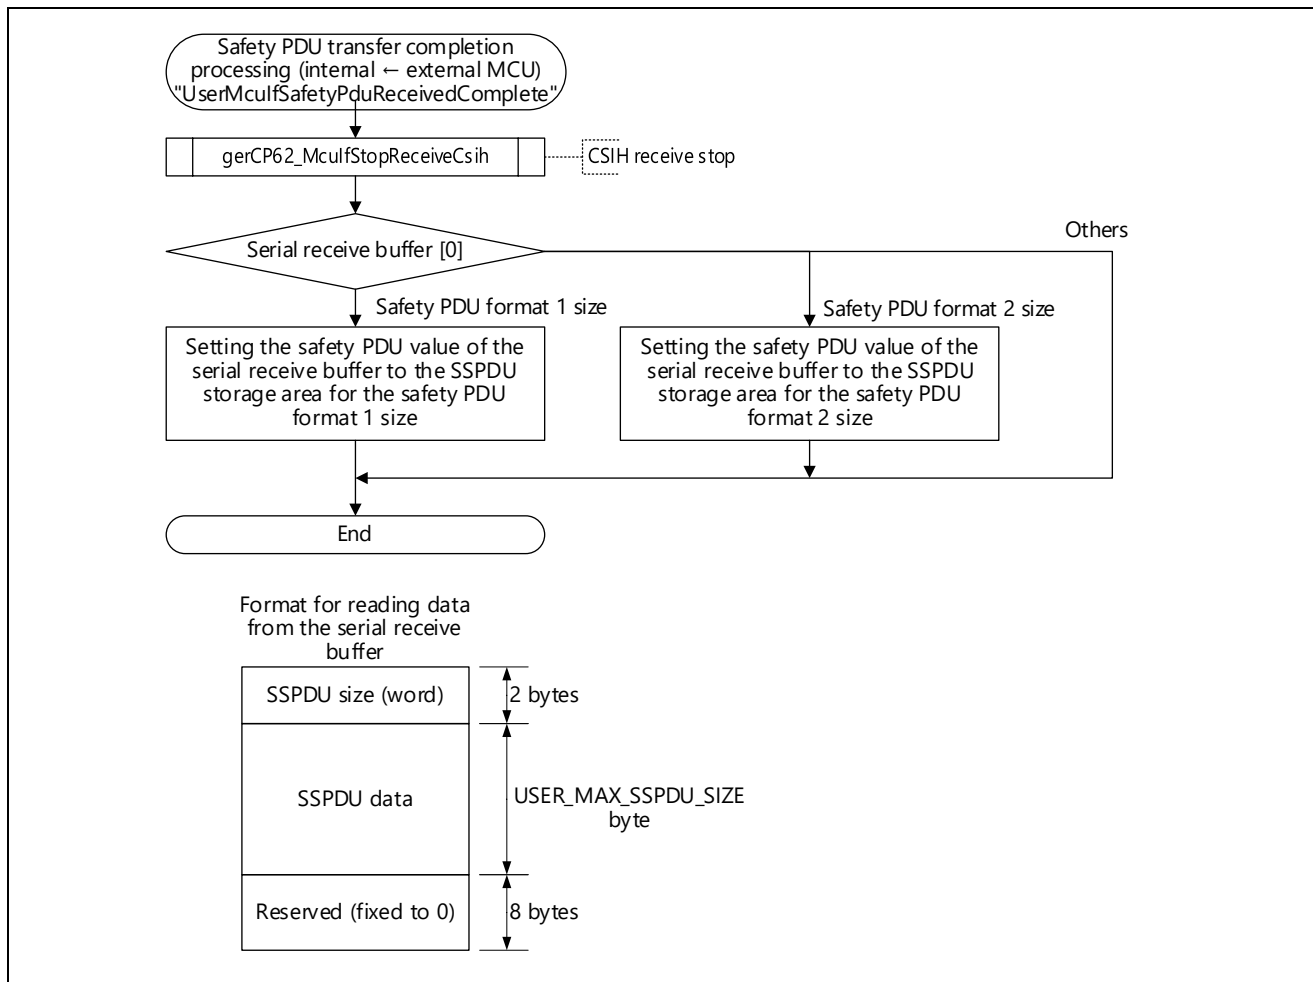 Safety PDU transfer completion
processing (internal ← external MCU)
"UserMcuIfSafetyPduReceivedComplete"
gerCP62_McuIfStopReceiveCsih
CSIH receive stop
Serial receive buffer [0]
Others
Safety PDU format 1 size
Safety PDU format 2 size
Setting the safety PDU value of the
serial receive buffer to the SSPDU
storage area for the safety PDU
format 1 size
Setting the safety PDU value of the
serial receive buffer to the SSPDU
storage area for the safety PDU
format 2 size
End
Format for reading data
from the serial receive
buffer
SSPDU size (word)
2 bytes
SSPDU data
USER_MAX_SSPDU_SIZE
byte
Reserved (fixed to 0)
8 bytes